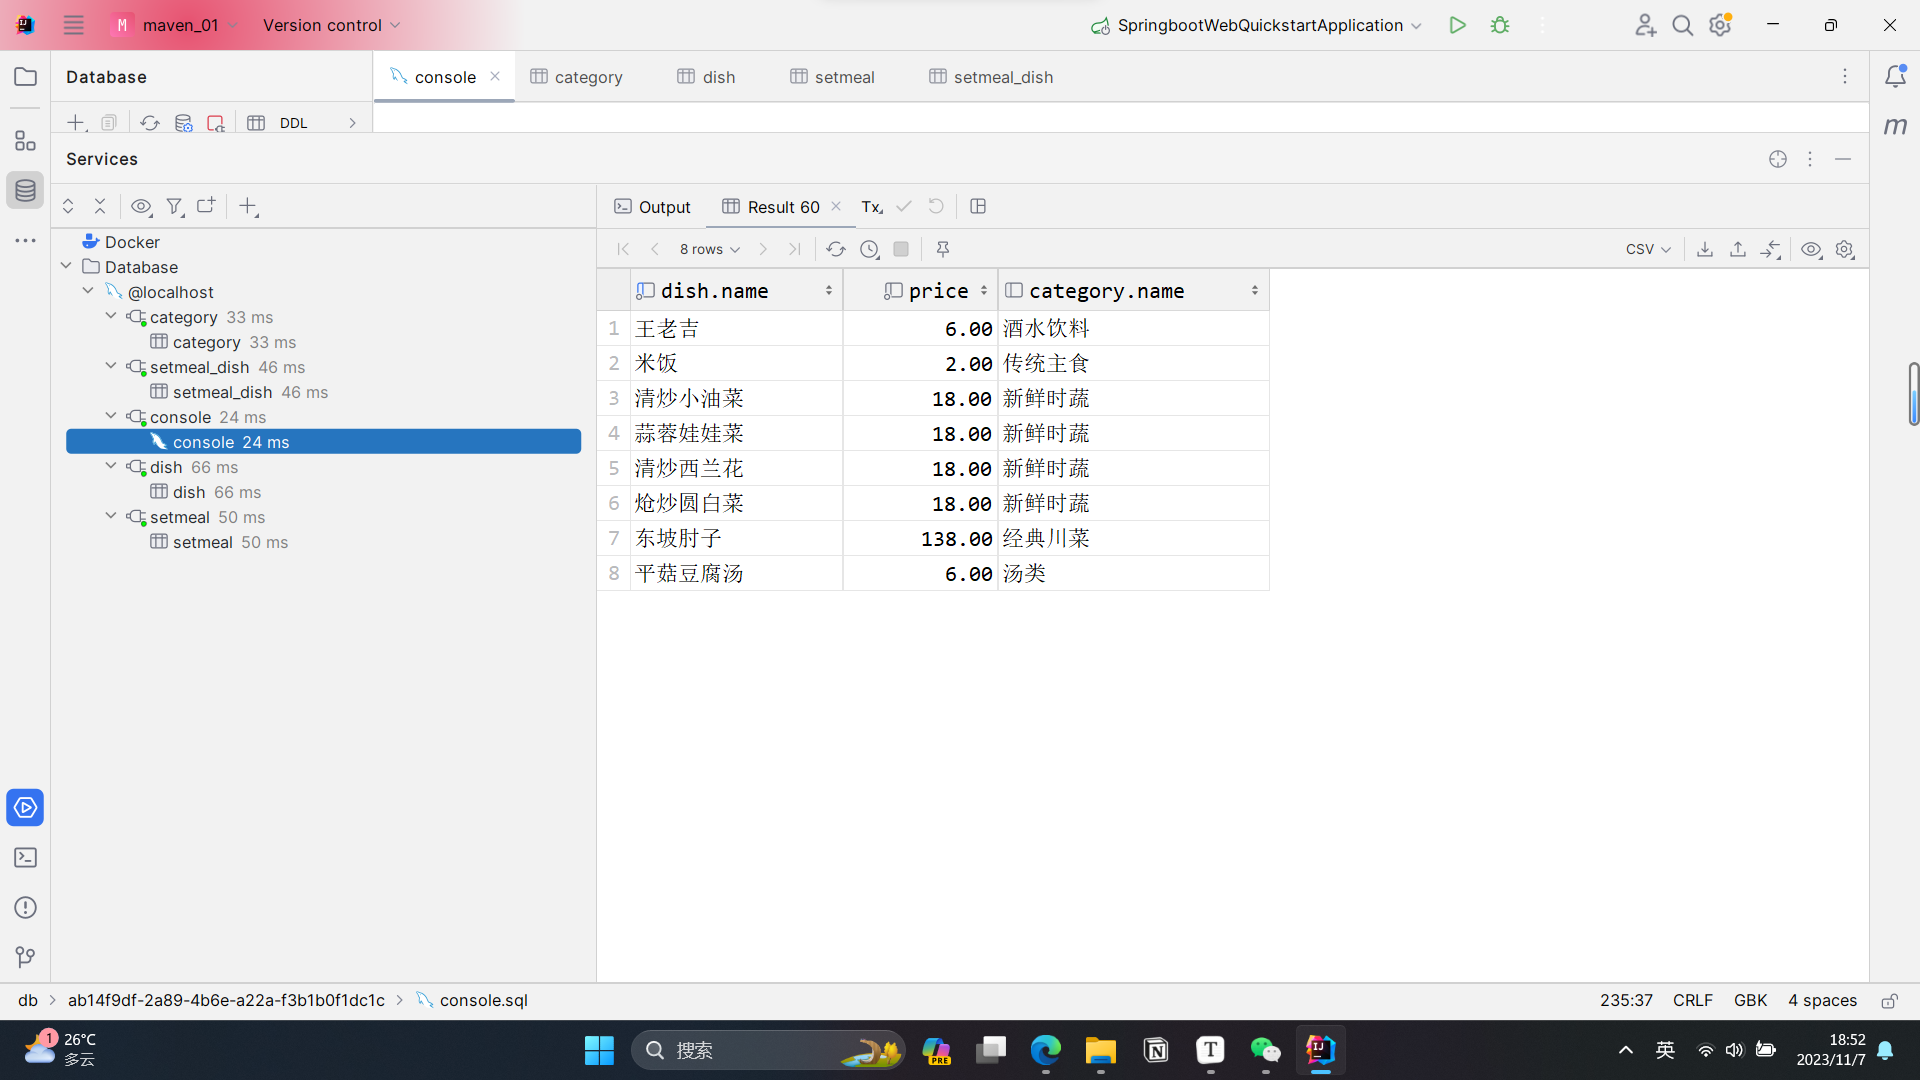 M maven_01 Version control SpringbootWebQuickstartApplication
Database console category dish setmeal setmeal_dish
DDL
m
Services
Output Result 60 Tx
8 rows CSV
Docker
Database
@localhost
category 33 ms
category 33 ms
setmeal_dish 46 ms
setmeal_dish 46 ms
console 24 ms
console 24 ms
dish 66 ms
dish 66 ms
setmeal 50 ms
setmeal 50 ms
dish.name price category.name
1 王老吉 6.00 酒水饮料
2 米饭 2.00 传统主食
3 清炒小油菜 18.00 新鲜时蔬
4 蒜蓉娃娃菜 18.00 新鲜时蔬
5 清炒西兰花 18.00 新鲜时蔬
6 炝炒圆白菜 18.00 新鲜时蔬
7 东坡肘子 138.00 经典川菜
8 平菇豆腐汤 6.00 汤类
db ab14f9df-2a89-4b6e-a22a-f3b1b0f1dc1c console.sql 235:37 CRLF GBK 4 spaces
1 26°C
多云
搜索
PRE
英
18:52
2023/11/7